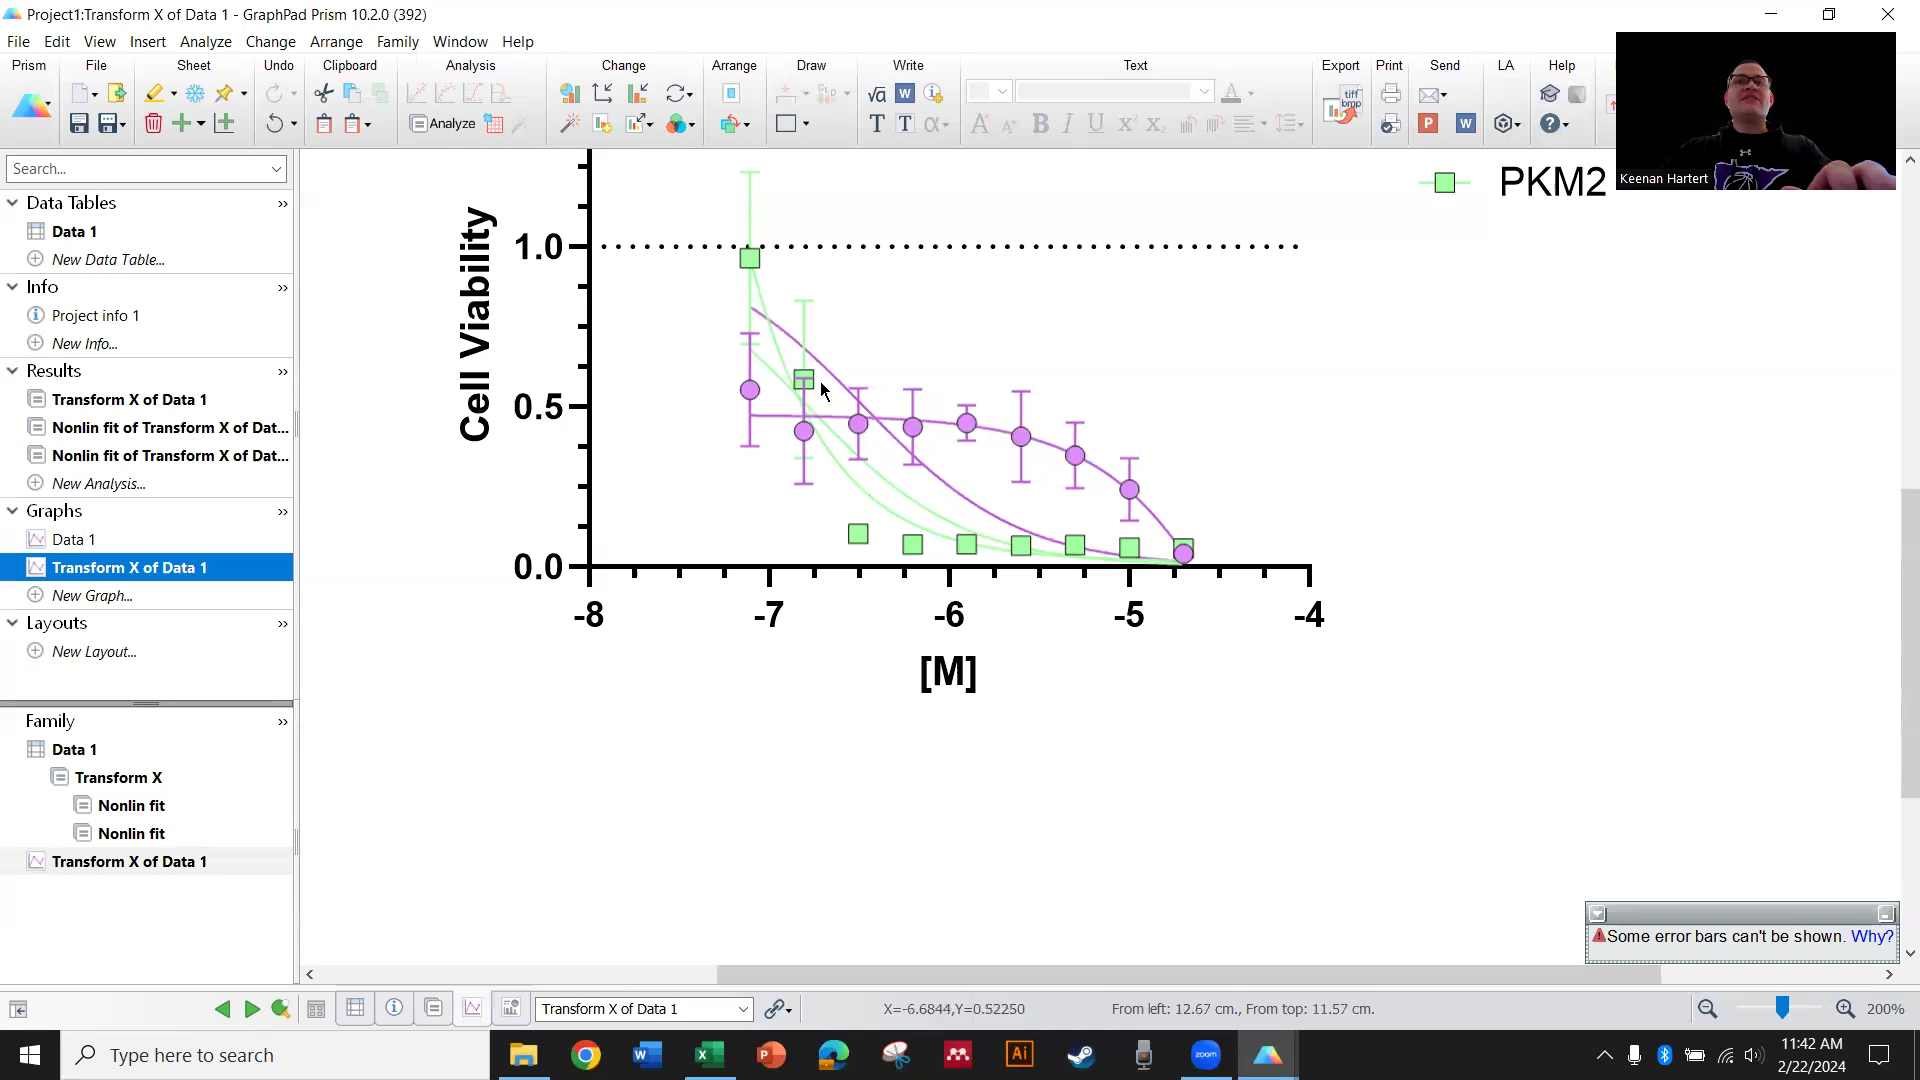 Project1:Transform X of Data 1 - GraphPad Prism 10.2.0 (392)
File Edit View Insert Analyze Change Arrange Family Window Help
Prism File Sheet Undo Clipboard Analysis Change Arrange Draw Write Text Export Print Send LA Help
Analyze
tiff
bmp
Search...
Data Tables
Data 1
New Data Table...
Info
Project info 1
New Info...
Results
Transform X of Data 1
Nonlin fit of Transform X of Dat...
Nonlin fit of Transform X of Dat...
New Analysis...
Graphs
Data 1
Transform X of Data 1
New Graph...
Layouts
New Layout...
Family
Data 1
Transform X
Nonlin fit
Nonlin fit
Transform X of Data 1
Cell Viability
1.0
0.5
0.0
-8 -7 -6 -5 -4
[M]
PKM2
Keenan Hartert
Some error bars can't be shown. Why?
Transform X of Data 1
X=-6.6844,Y=0.52250
From left: 12.67 cm., From top: 11.57 cm.
200%
Type here to search
Ai
zoom
11:42 AM
2/22/2024